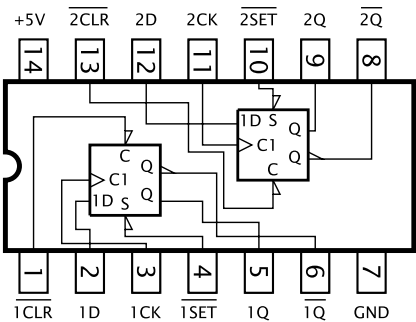 +5V 2CLR 2D 2CK 2SET 2Q 2Q
14 13 12 11 10 9 8
1D S Q
C1
Q
C
C Q
C1
1D Q
S
1 2 3 4 5 6 7
1CLR 1D 1CK 1SET 1Q 1Q GND